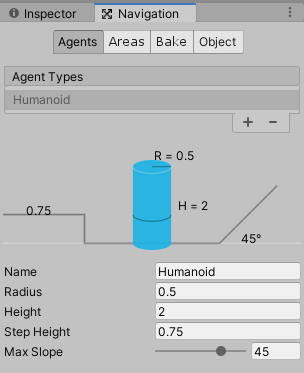 Inspector Navigation
Agents Areas Bake Object
Agent Types
Humanoid
+ −
R = 0.5
0.75
H = 2
45°
Name Humanoid
Radius 0.5
Height 2
Step Height 0.75
Max Slope 45